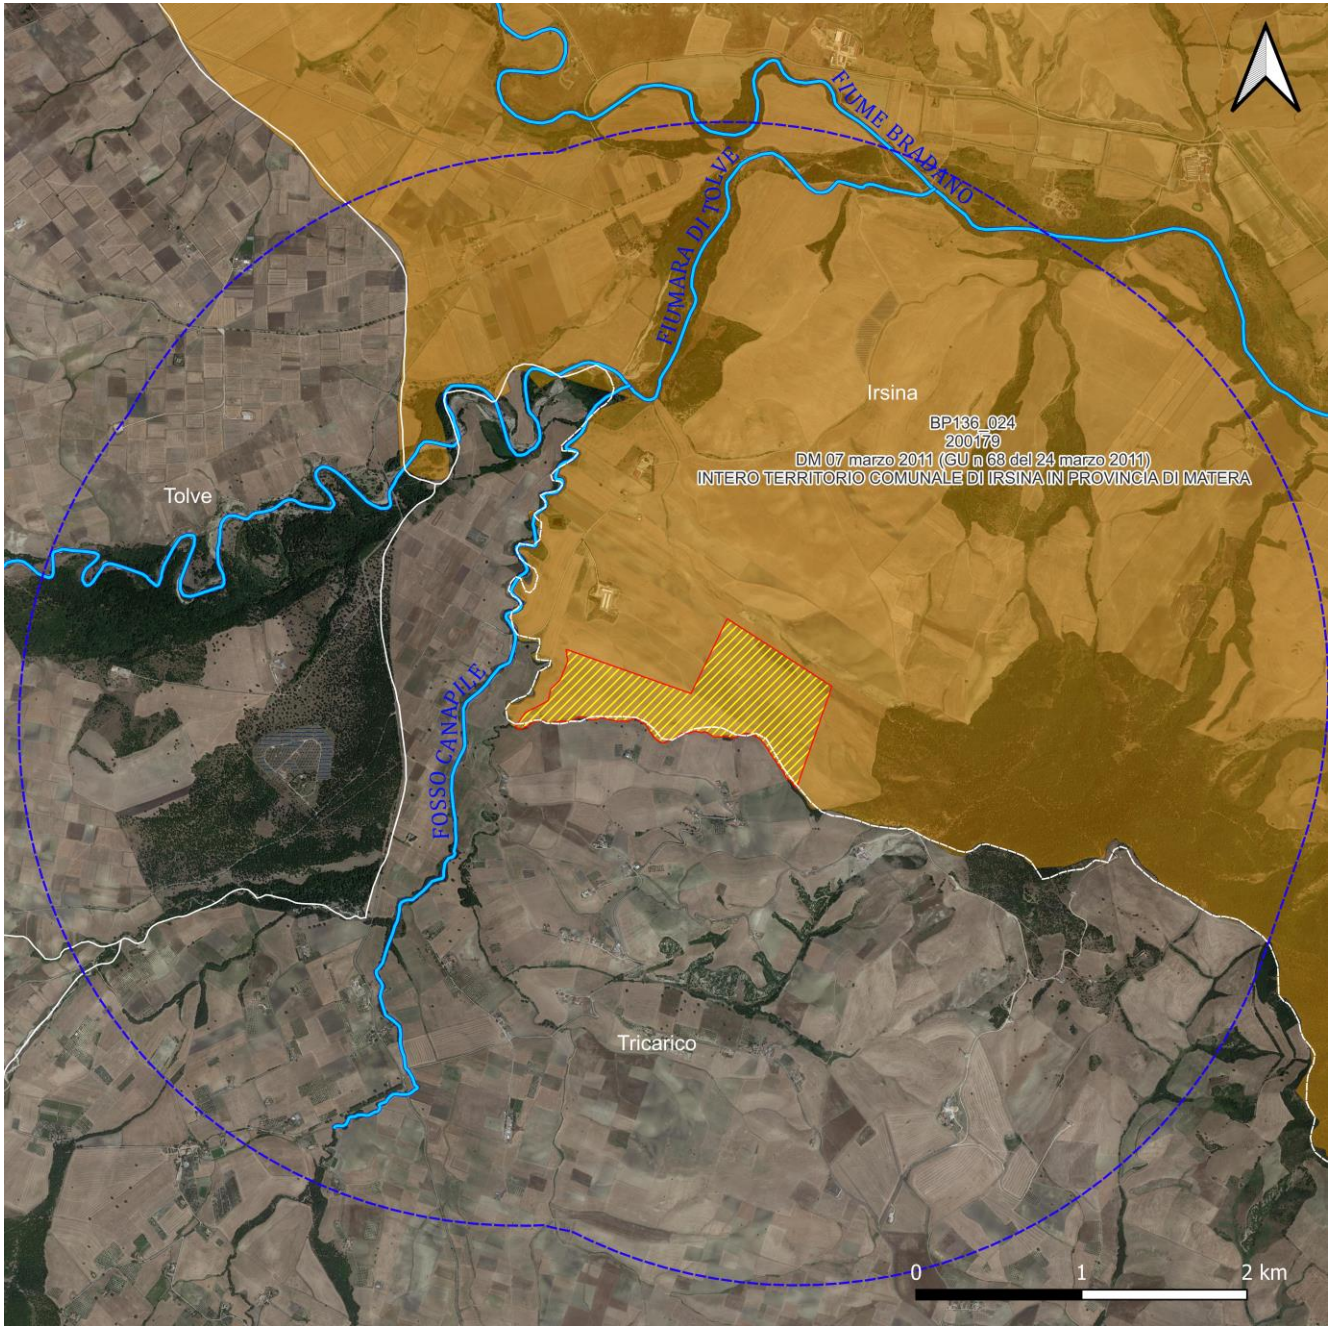 FIUME BRADANO
FIUMARA DI TOLVE
Irsina
BP136_024
200179
DM 07 marzo 2011 (GU n 68 del 24 marzo 2011)
INTERO TERRITORIO COMUNALE DI IRSINA IN PROVINCIA DI MATERA
Tolve
FOSSO CANAPILE
Tricarico
0 1 2 km